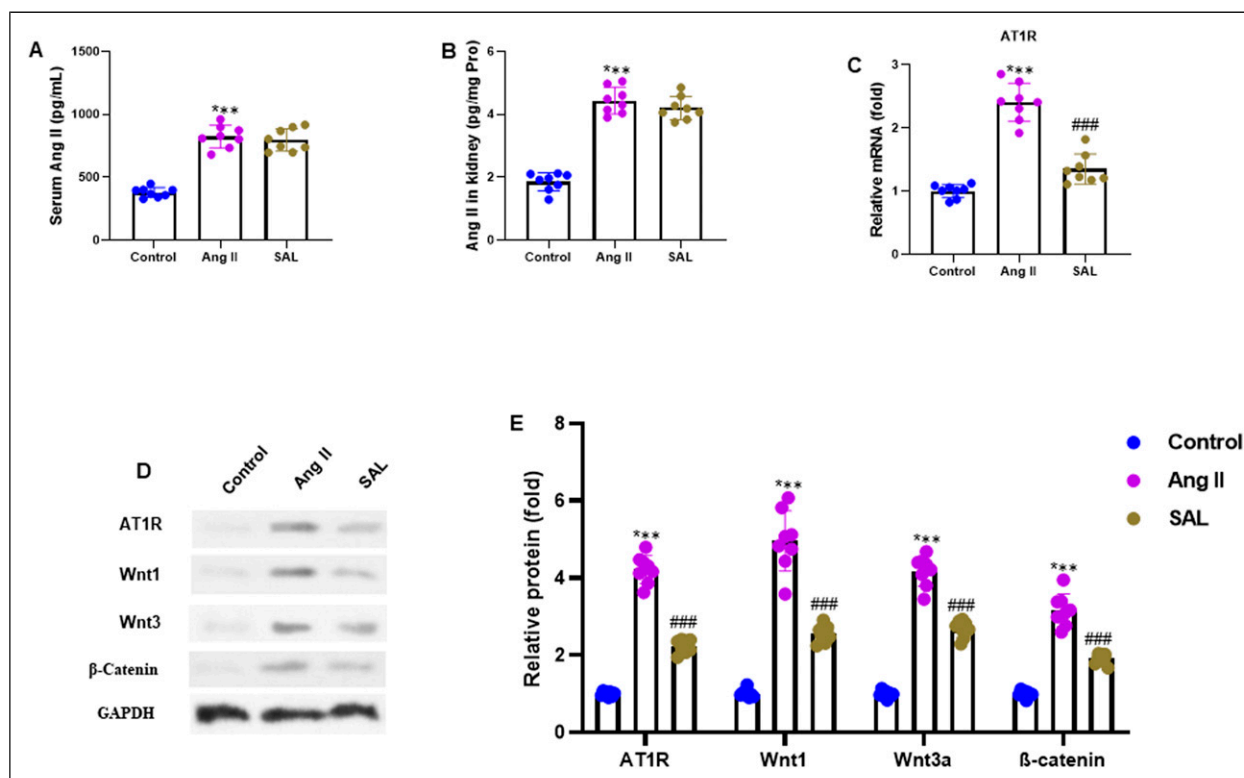 A
Serum Ang II (pg/mL)
1500
1000
500
0
***
Control
Ang II
SAL
B
Ang II in kidney (pg/mg Pro)
6
4
2
0
***
Control
Ang II
SAL
C
AT1R
Relative mRNA (fold)
3
2
1
0
***
###
Control
Ang II
SAL
D
Control
Ang II
SAL
AT1R
Wnt1
Wnt3
β-Catenin
GAPDH
E
Relative protein (fold)
8
6
4
2
0
***
###
***
###
***
###
***
###
AT1R
Wnt1
Wnt3a
ß-catenin
Control
Ang II
SAL